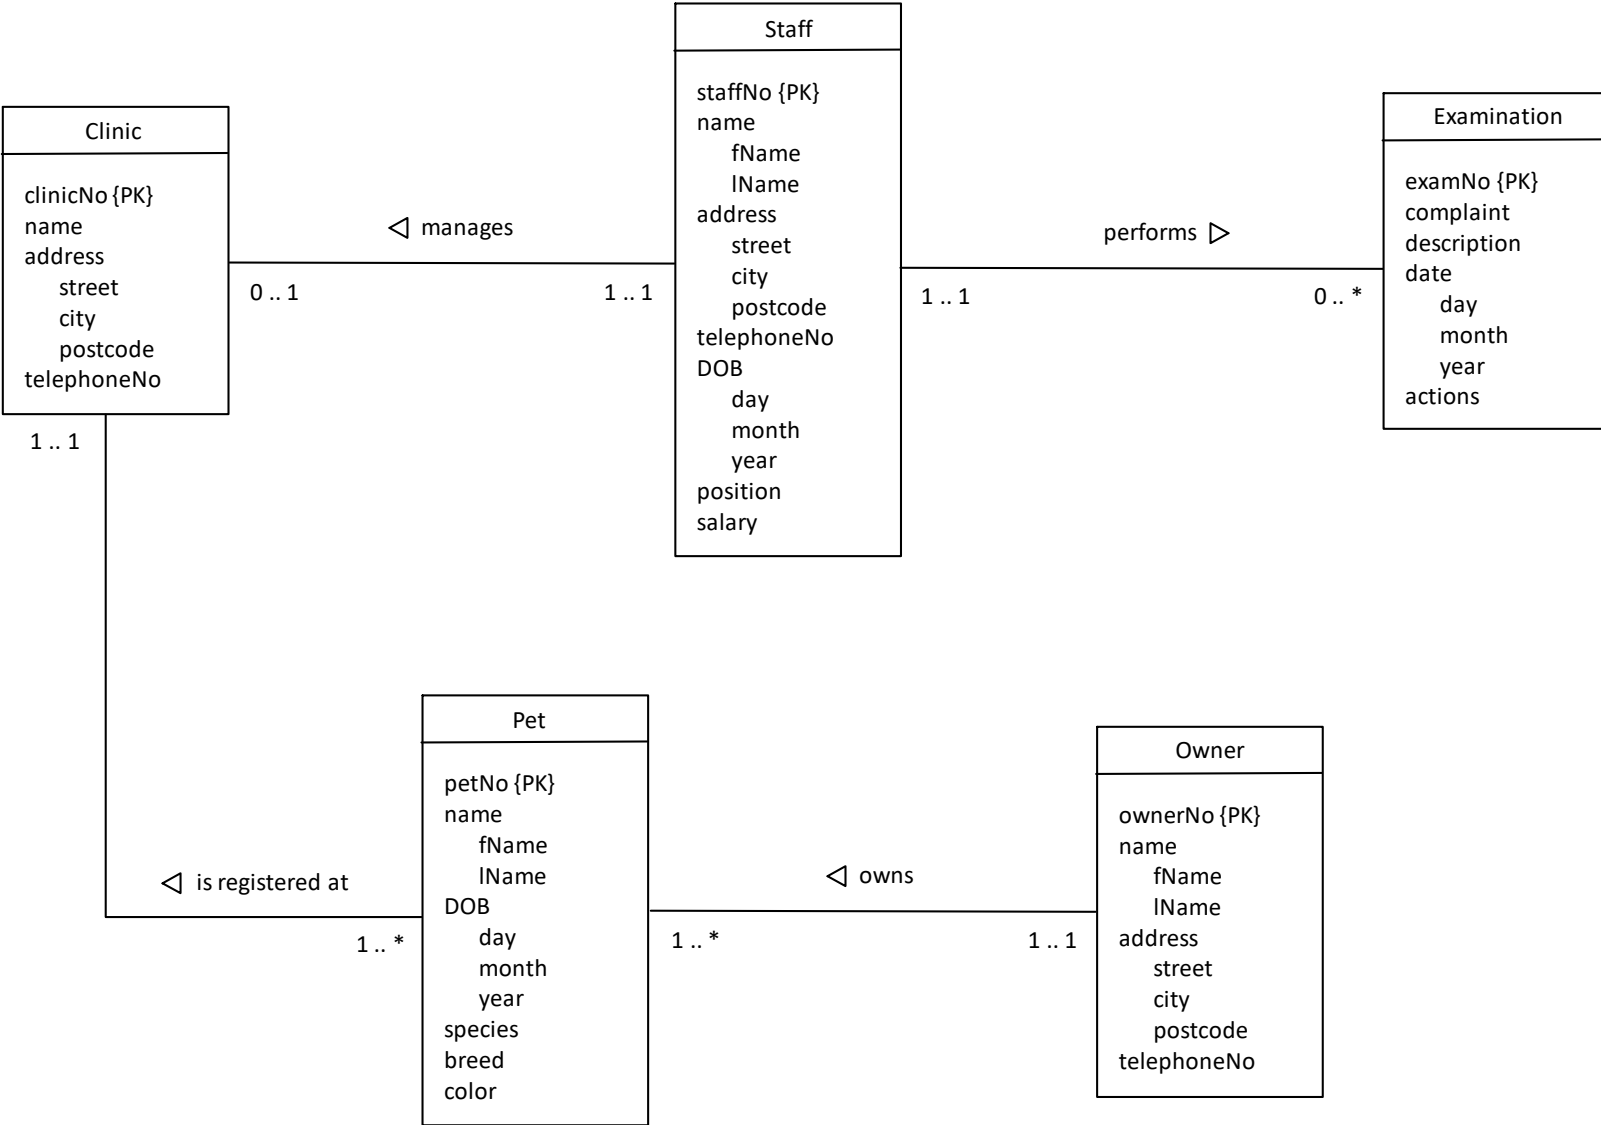 Staff
staffNo {PK}
name
fName
lName
address
street
city
postcode
telephoneNo
DOB
day
month
year
position
salary
Clinic
clinicNo {PK}
name
address
street
city
postcode
telephoneNo
manages
0 .. 1
1 .. 1
performs
1 .. 1
0 .. *
Examination
examNo {PK}
complaint
description
date
day
month
year
actions
1 .. 1
is registered at
1 .. *
Pet
petNo {PK}
name
fName
lName
DOB
day
month
year
species
breed
color
owns
1 .. *
1 .. 1
Owner
ownerNo {PK}
name
fName
lName
address
street
city
postcode
telephoneNo